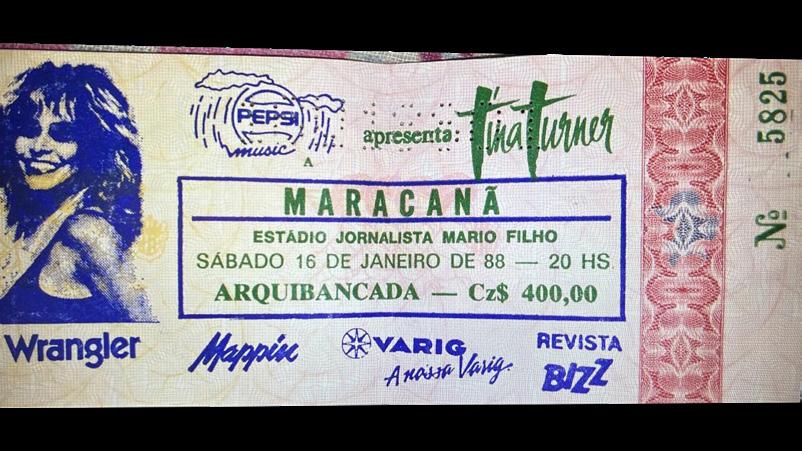 PEPSI
music
A
apresenta: Tina Turner
MARACANÃ
ESTÁDIO JORNALISTA MARIO FILHO
SÁBADO 16 DE JANEIRO DE 88 — 20 HS.
ARQUIBANCADA — Cz$ 400,00
Wrangler
Mappin
VARIG
A nossa Varig.
REVISTA
BIZZ
Nº 5825